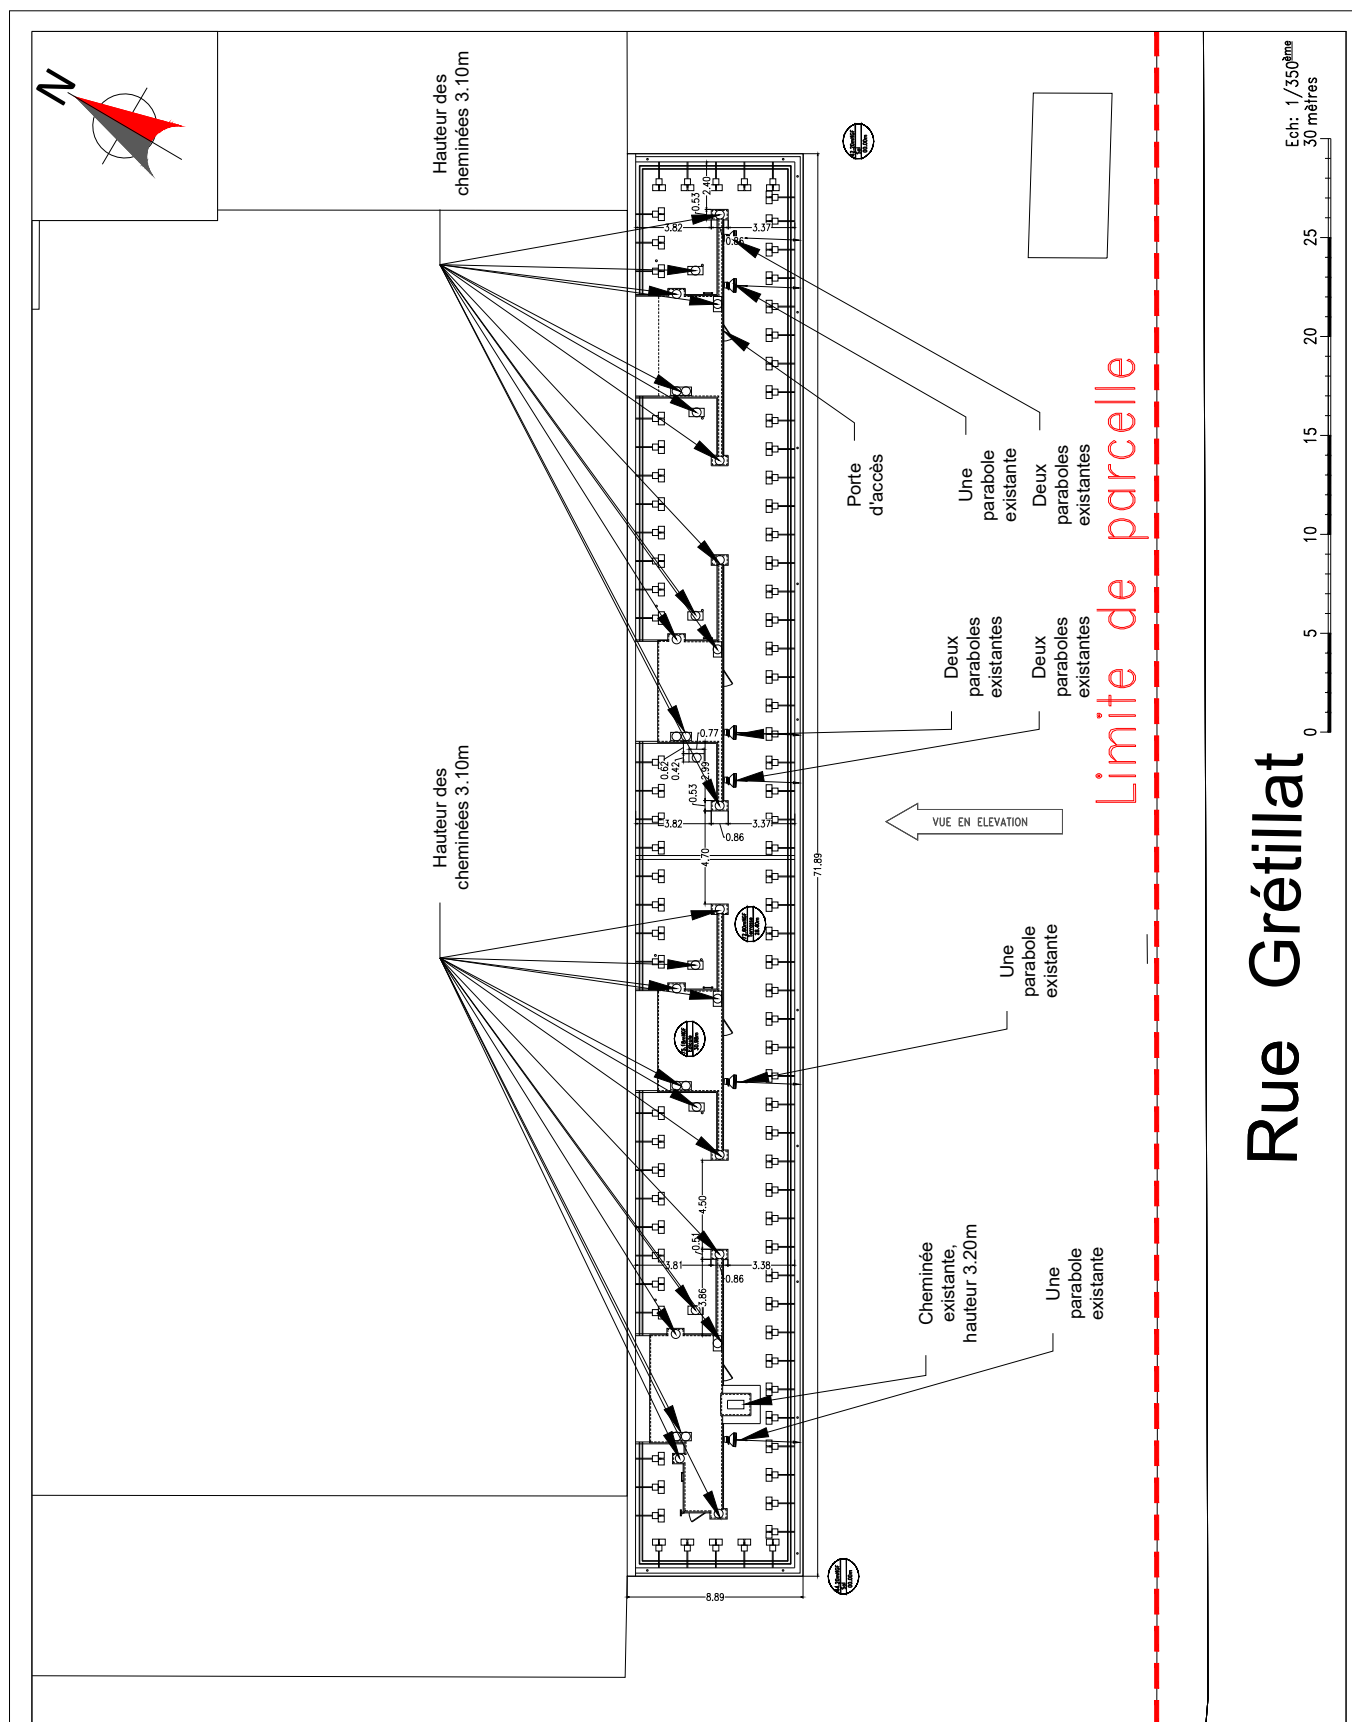 N
Hauteur des
cheminées 3.10m
Ech: 1/350ème
30 mètres
25
20
15
10
5
0
2.40
0.53
3.82
3.37
0.86
Porte
d'accès
Une
parabole
existante
Deux
paraboles
existantes
Limite de parcelle
Deux
paraboles
existantes
Deux
paraboles
existantes
Hauteur des
cheminées 3.10m
0.77
0.62
0.42
2.99
0.53
3.82
3.37
0.86
4.70
71.89
VUE EN ELEVATION
Rue Grétillat
Une
parabole
existante
4.50
0.51
3.81
3.38
0.86
3.86
Cheminée
existante,
hauteur 3.20m
Une
parabole
existante
8.89